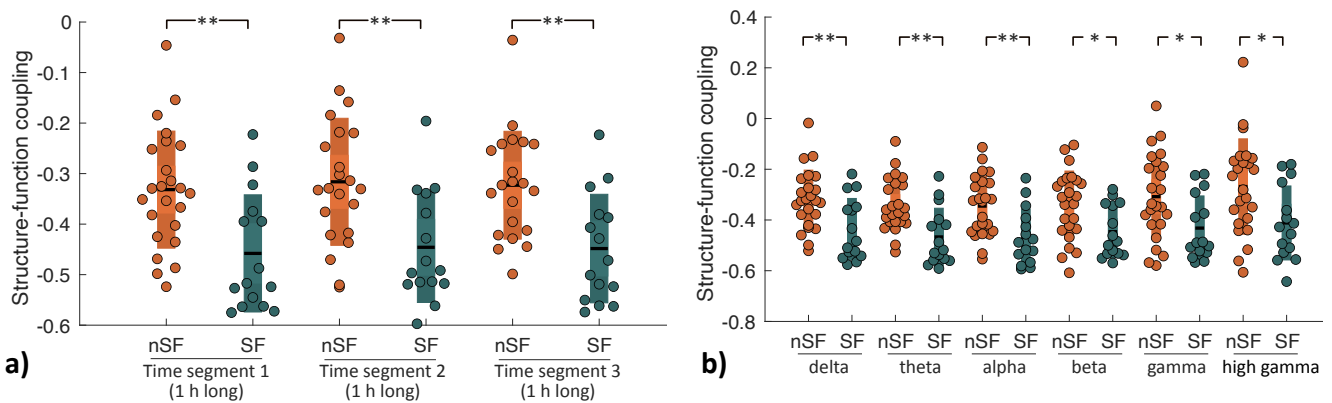 Structure-function coupling
0
-0.1
-0.2
-0.3
-0.4
-0.5
-0.6
** ** **
nSF SF nSF SF nSF SF
Time segment 1 Time segment 2 Time segment 3
(1 h long) (1 h long) (1 h long)
a)
Structure-function coupling
0.4
0.2
0
-0.2
-0.4
-0.6
-0.8
** ** ** * * *
nSF SF nSF SF nSF SF nSF SF nSF SF nSF SF
delta theta alpha beta gamma high gamma
b)